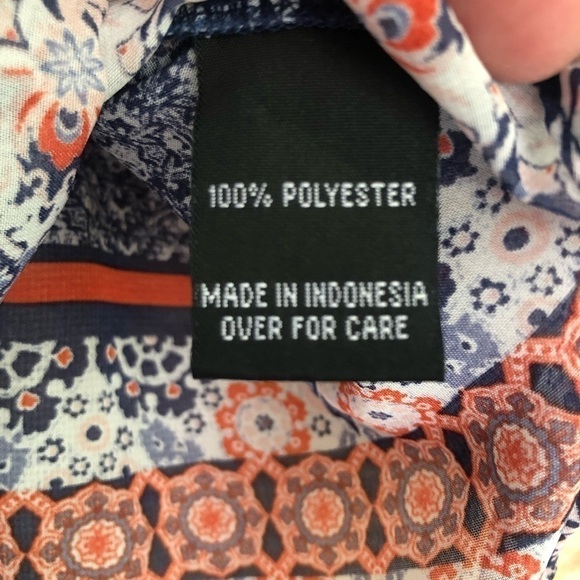 100% POLYESTER
MADE IN INDONESIA
OVER FOR CARE